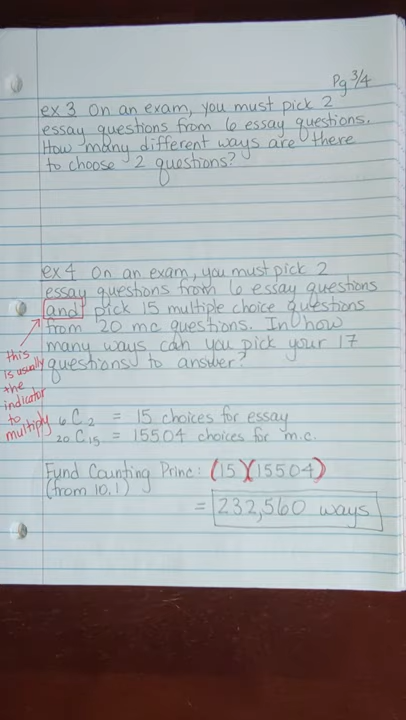 Pg 3/4
ex 3 On an exam, you must pick 2
essay questions from 6 essay questions.
How many different ways are there
to choose 2 questions?
ex 4 On an exam, you must pick 2
essay questions from 6 essay questions
and pick 15 multiple choice questions
from 20 mc questions. In how
many ways can you pick your 17
questions to answer?
this
is usually
the
indicator
to
multiply
6C2 = 15 choices for essay
20C15 = 15504 choices for m.c.
Fund Counting Princ: (15)(15504)
(from 10.1)
= 232,560 ways